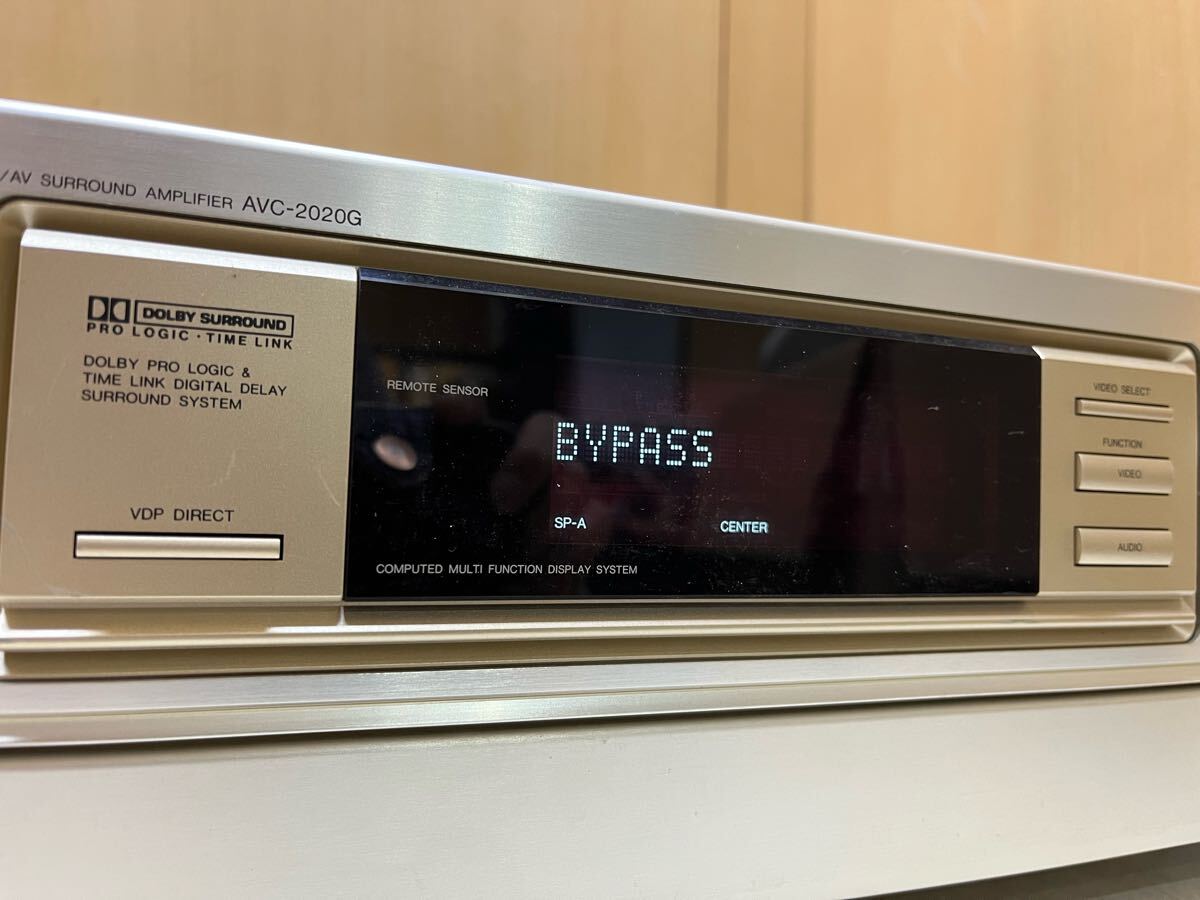 /AV SURROUND AMPLIFIER AVC-2020G
DOLBY SURROUND
PRO LOGIC · TIME LINK
DOLBY PRO LOGIC &
TIME LINK DIGITAL DELAY
SURROUND SYSTEM
VDP DIRECT
REMOTE SENSOR
BYPASS
SP-A CENTER
COMPUTED MULTI FUNCTION DISPLAY SYSTEM
VIDEO SELECT
FUNCTION
VIDEO
AUDIO